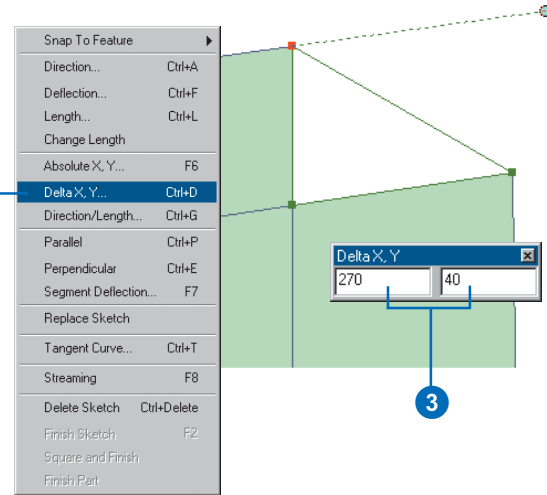 Snap To Feature
Direction... Ctrl+A
Deflection... Ctrl+F
Length... Ctrl+L
Change Length
Absolute X, Y... F6
Delta X, Y... Ctrl+D
Direction/Length... Ctrl+G
Parallel Ctrl+P
Perpendicular Ctrl+E
Segment Deflection... F7
Replace Sketch
Tangent Curve... Ctrl+T
Streaming F8
Delete Sketch Ctrl+Delete
Finish Sketch F2
Square and Finish
Finish Part
Delta X, Y
270 40
3